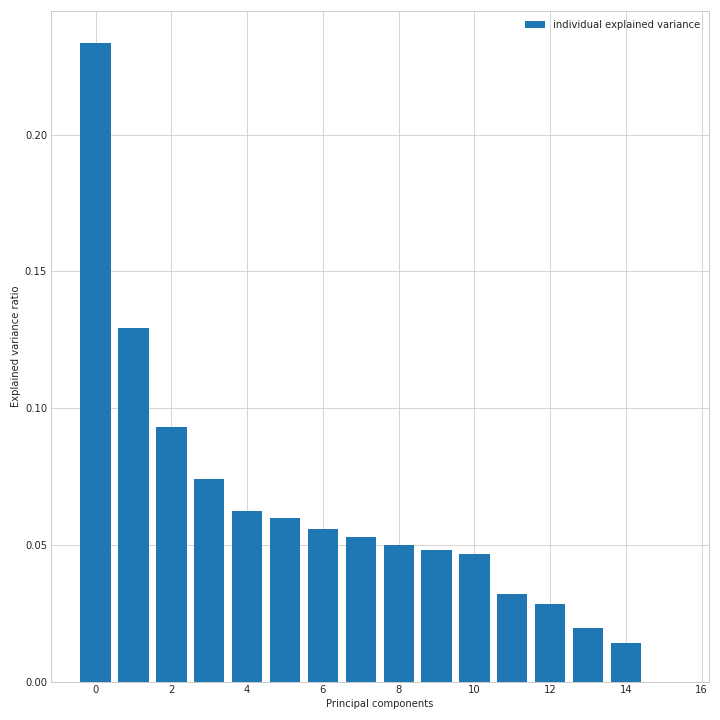 individual explained variance
0.20
0.15
0.10
0.05
0.00
Explained variance ratio
0 2 4 6 8 10 12 14 16
Principal components